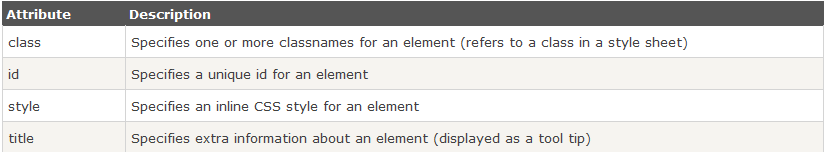 Attribute Description
class Specifies one or more classnames for an element (refers to a class in a style sheet)
id Specifies a unique id for an element
style Specifies an inline CSS style for an element
title Specifies extra information about an element (displayed as a tool tip)